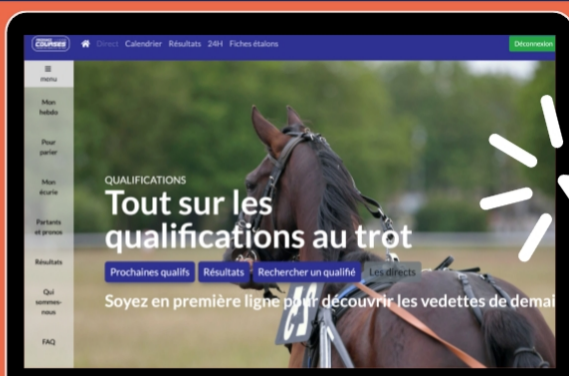 COURSES
Direct Calendrier Résultats 24H Fiches étalons
Déconnexion
menu
Mon
hebdo
Pour
parier
Mon
écurie
Partants
et pronos
Résultats
Qui
sommes-
nous
FAQ
QUALIFICATIONS
Tout sur les
qualifications au trot
Prochaines qualifs Résultats Rechercher un qualifié Les directs
Soyez en première ligne pour découvrir les vedettes de demai